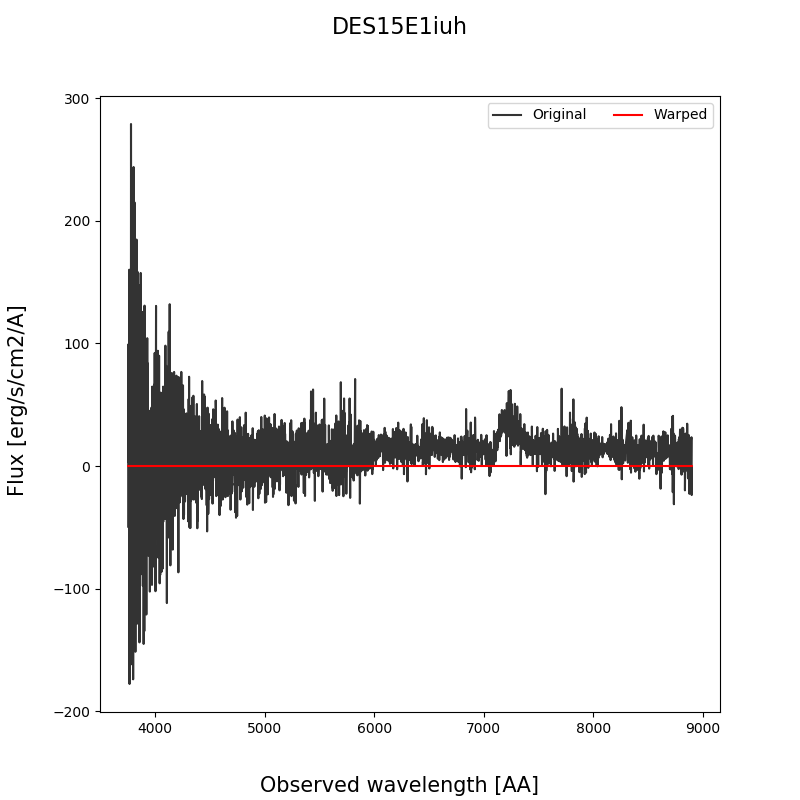 DES15E1iuh
Original
Warped
300
200
100
0
−100
−200
Flux [erg/s/cm2/A]
4000
5000
6000
7000
8000
9000
Observed wavelength [AA]